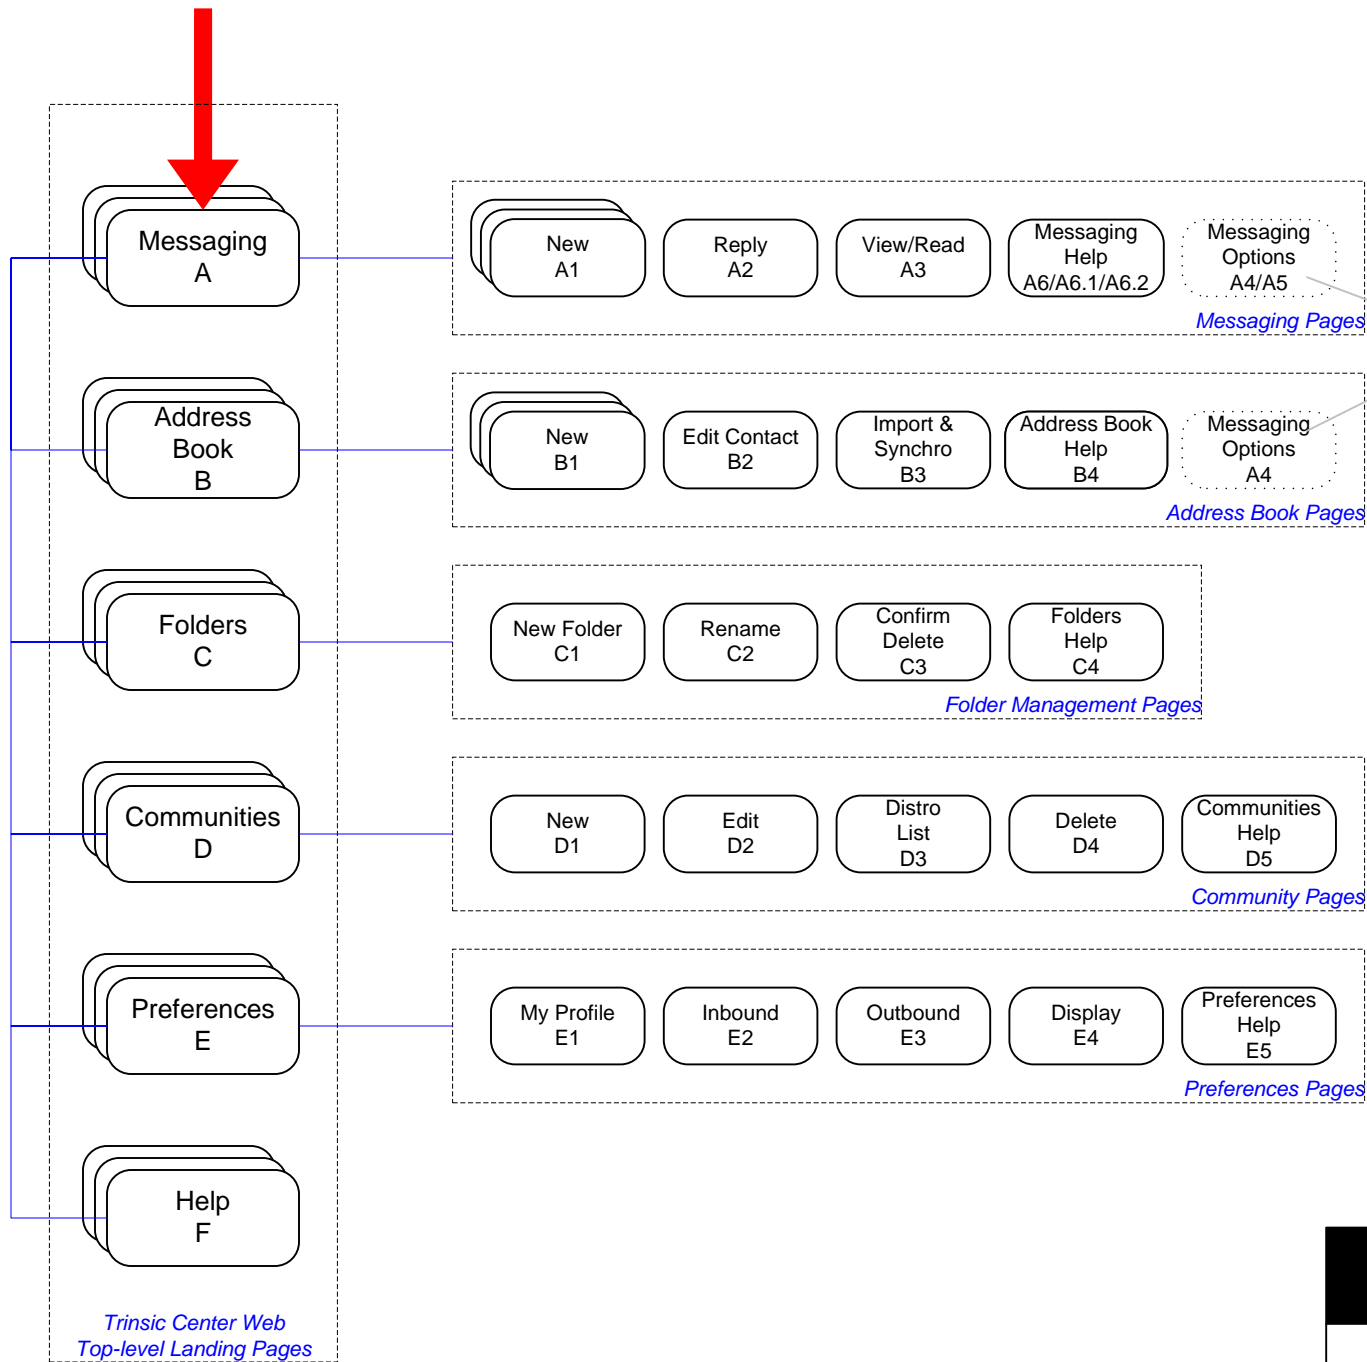 Messaging
A
New
A1
Reply
A2
View/Read
A3
Messaging
Help
A6/A6.1/A6.2
Messaging
Options
A4/A5
Messaging Pages
Address
Book
B
New
B1
Edit Contact
B2
Import &
Synchro
B3
Address Book
Help
B4
Messaging
Options
A4
Address Book Pages
Folders
C
New Folder
C1
Rename
C2
Confirm
Delete
C3
Folders
Help
C4
Folder Management Pages
Communities
D
New
D1
Edit
D2
Distro
List
D3
Delete
D4
Communities
Help
D5
Community Pages
Preferences
E
My Profile
E1
Inbound
E2
Outbound
E3
Display
E4
Preferences
Help
E5
Preferences Pages
Help
F
Trinsic Center Web
Top-level Landing Pages